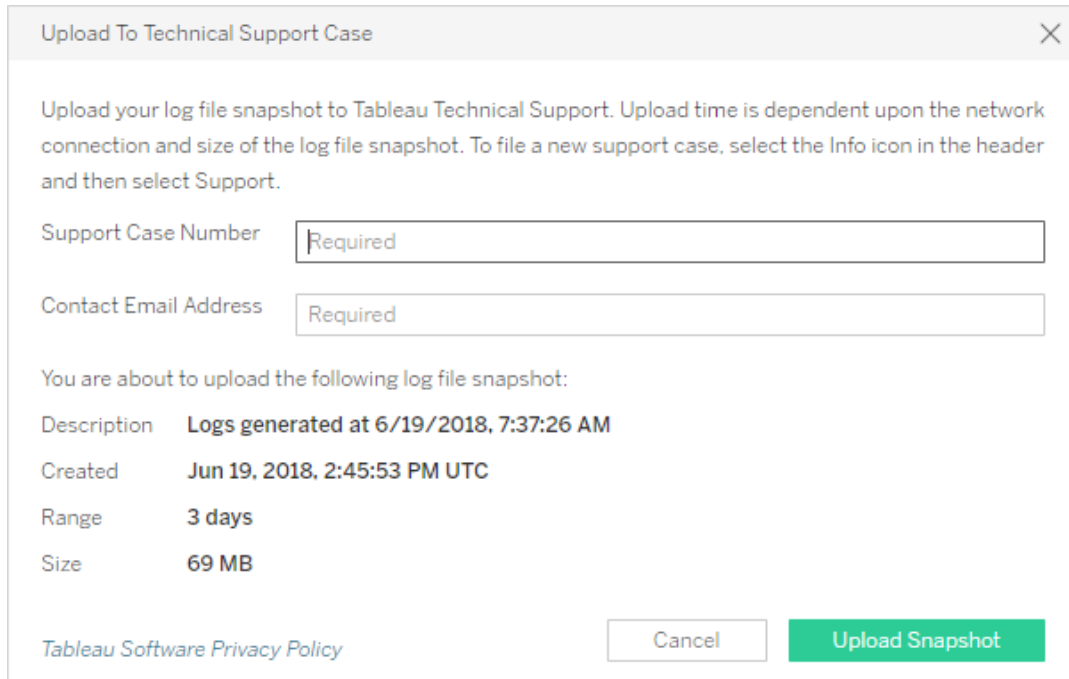 Upload To Technical Support Case
Upload your log file snapshot to Tableau Technical Support. Upload time is dependent upon the network
connection and size of the log file snapshot. To file a new support case, select the Info icon in the header
and then select Support.
Support Case Number Required
Contact Email Address Required
You are about to upload the following log file snapshot:
Description Logs generated at 6/19/2018, 7:37:26 AM
Created Jun 19, 2018, 2:45:53 PM UTC
Range 3 days
Size 69 MB
Tableau Software Privacy Policy Cancel Upload Snapshot